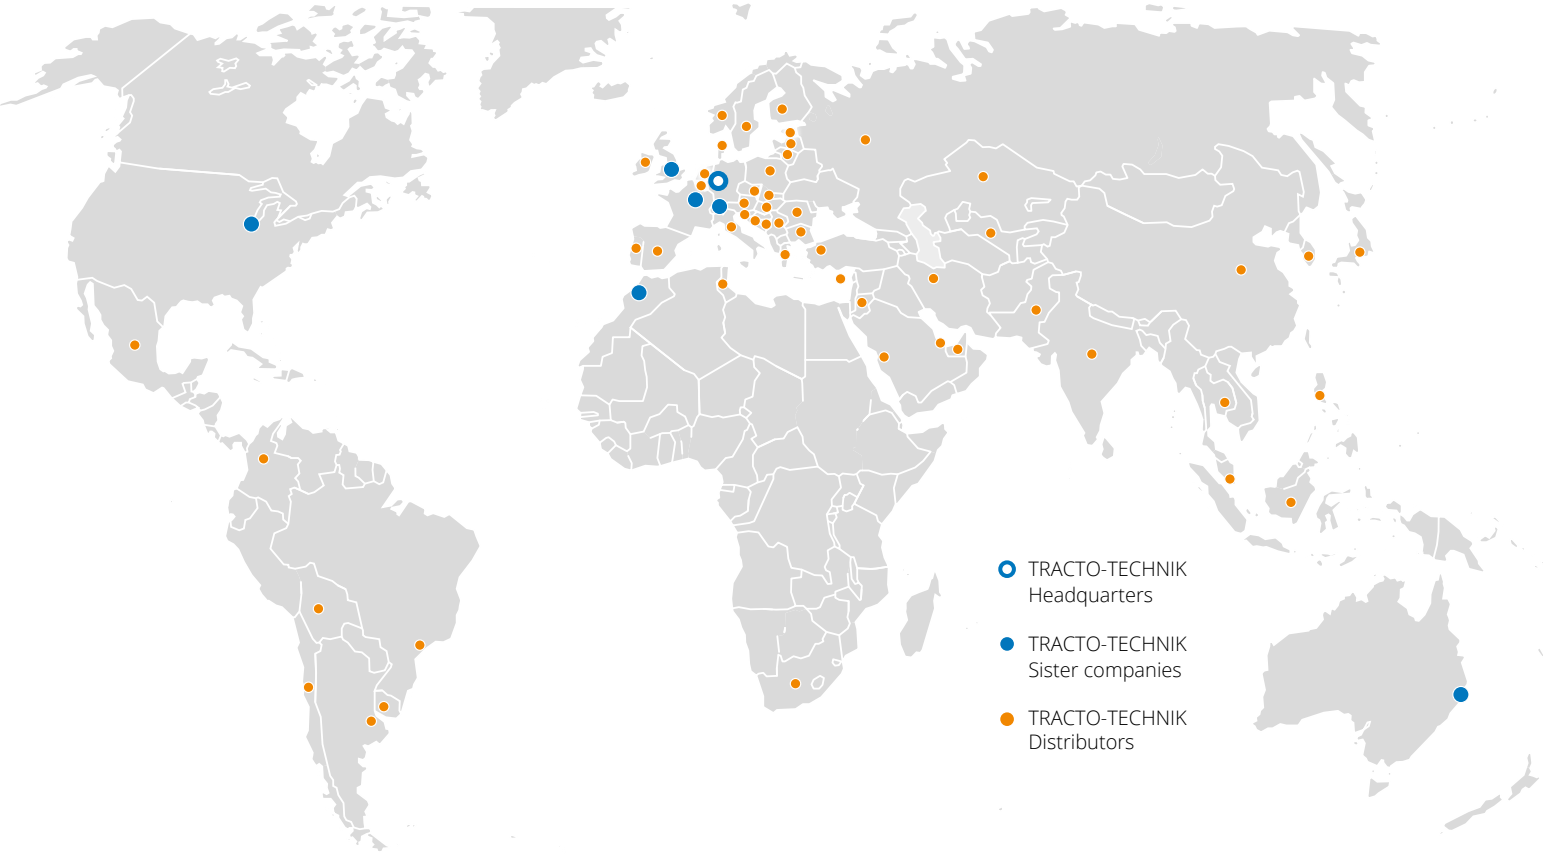 TRACTO-TECHNIK
Headquarters
TRACTO-TECHNIK
Sister companies
TRACTO-TECHNIK
Distributors